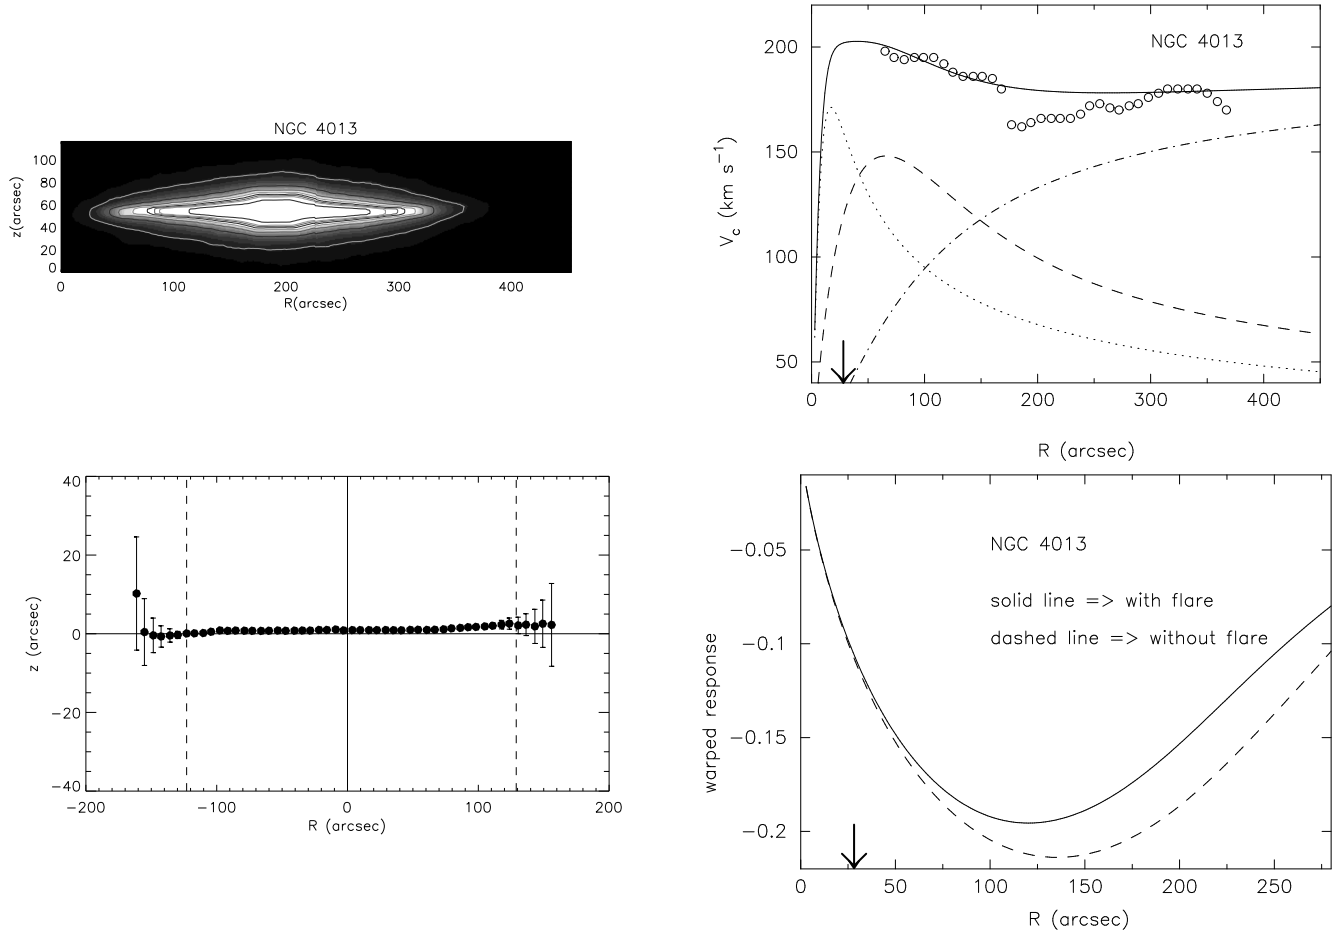 NGC 4013
z(arcsec)
100
80
60
40
20
0
0 100 200 300 400
R(arcsec)
NGC 4013
V_c (km s^−1)
200
150
100
50
0 100 200 300 400
R (arcsec)
z (arcsec)
40
20
0
−20
−40
−200 −100 0 100 200
R (arcsec)
NGC 4013
solid line => with flare
dashed line => without flare
warped response
−0.05
−0.1
−0.15
−0.2
0 50 100 150 200 250
R (arcsec)